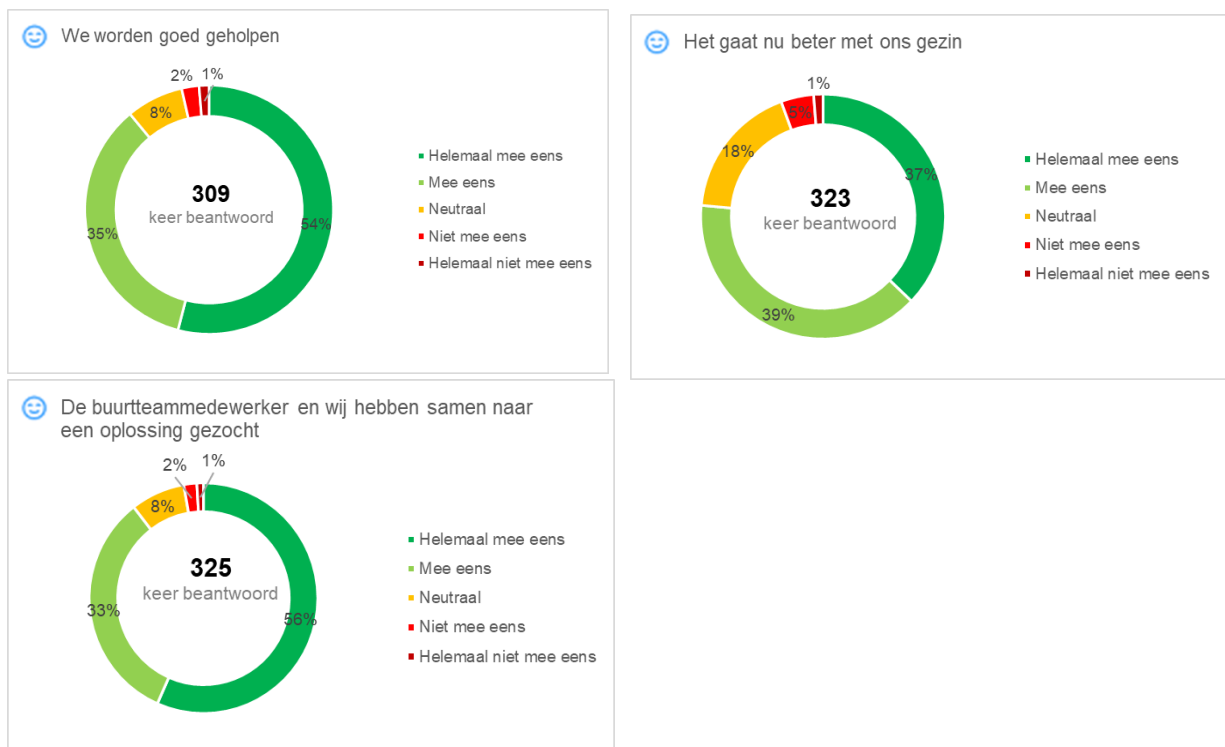 We worden goed geholpen
2%
1%
8%
35%
54%
309
keer beantwoord
Helemaal mee eens
Mee eens
Neutraal
Niet mee eens
Helemaal niet mee eens
Het gaat nu beter met ons gezin
1%
5%
18%
37%
39%
323
keer beantwoord
Helemaal mee eens
Mee eens
Neutraal
Niet mee eens
Helemaal niet mee eens
De buurtteammedewerker en wij hebben samen naar
een oplossing gezocht
2%
1%
8%
33%
56%
325
keer beantwoord
Helemaal mee eens
Mee eens
Neutraal
Niet mee eens
Helemaal niet mee eens